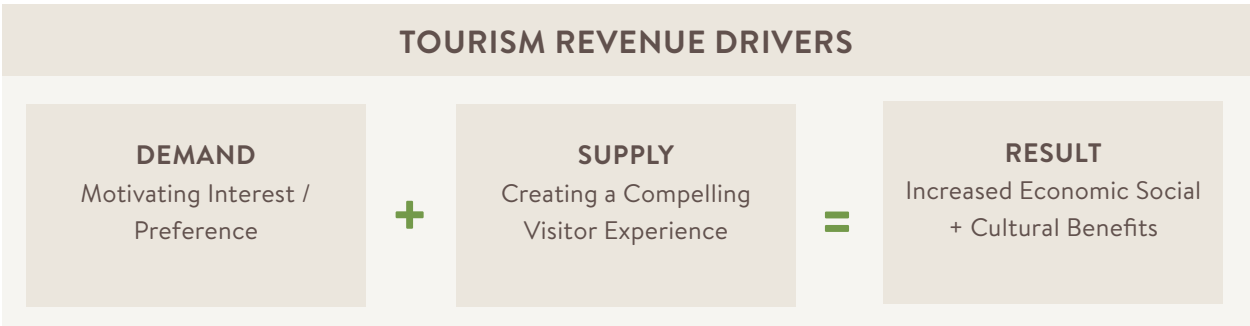 TOURISM REVENUE DRIVERS
DEMAND
Motivating Interest /
Preference
+
SUPPLY
Creating a Compelling
Visitor Experience
=
RESULT
Increased Economic Social
+ Cultural Benefits